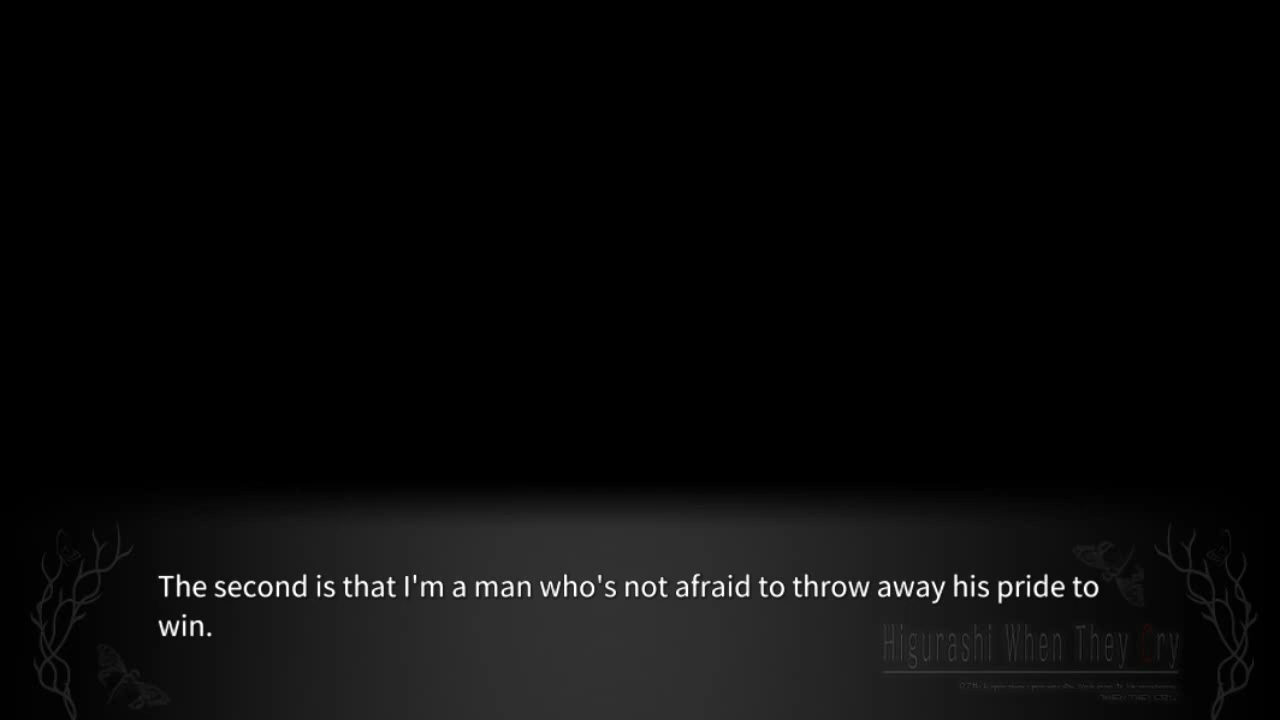 The second is that I'm a man who's not afraid to throw away his pride to
win.
Higurashi When They Cry